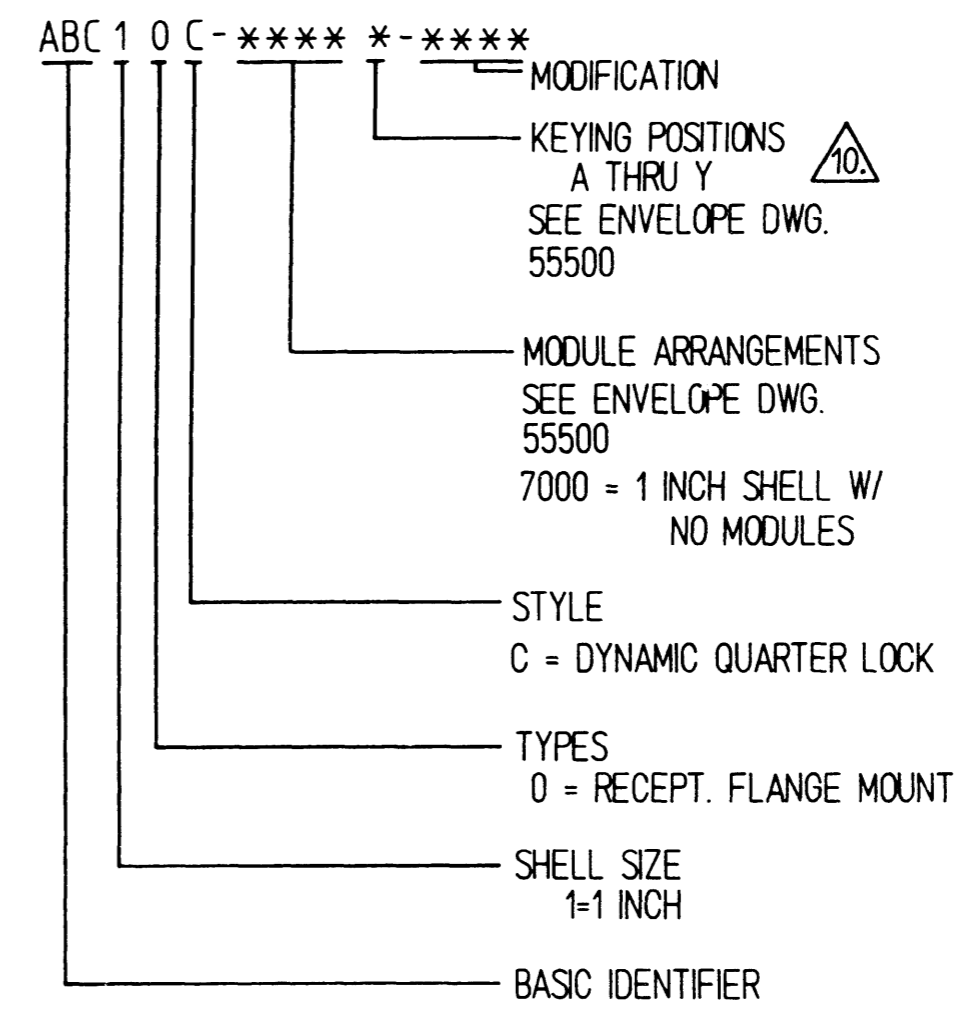 ABC 1 0 C - **** * - ****
MODIFICATION
KEYING POSITIONS
A THRU Y
10.
SEE ENVELOPE DWG.
55500
MODULE ARRANGEMENTS
SEE ENVELOPE DWG.
55500
7000 = 1 INCH SHELL W/
NO MODULES
STYLE
C = DYNAMIC QUARTER LOCK
TYPES
0 = RECEPT. FLANGE MOUNT
SHELL SIZE
1=1 INCH
BASIC IDENTIFIER